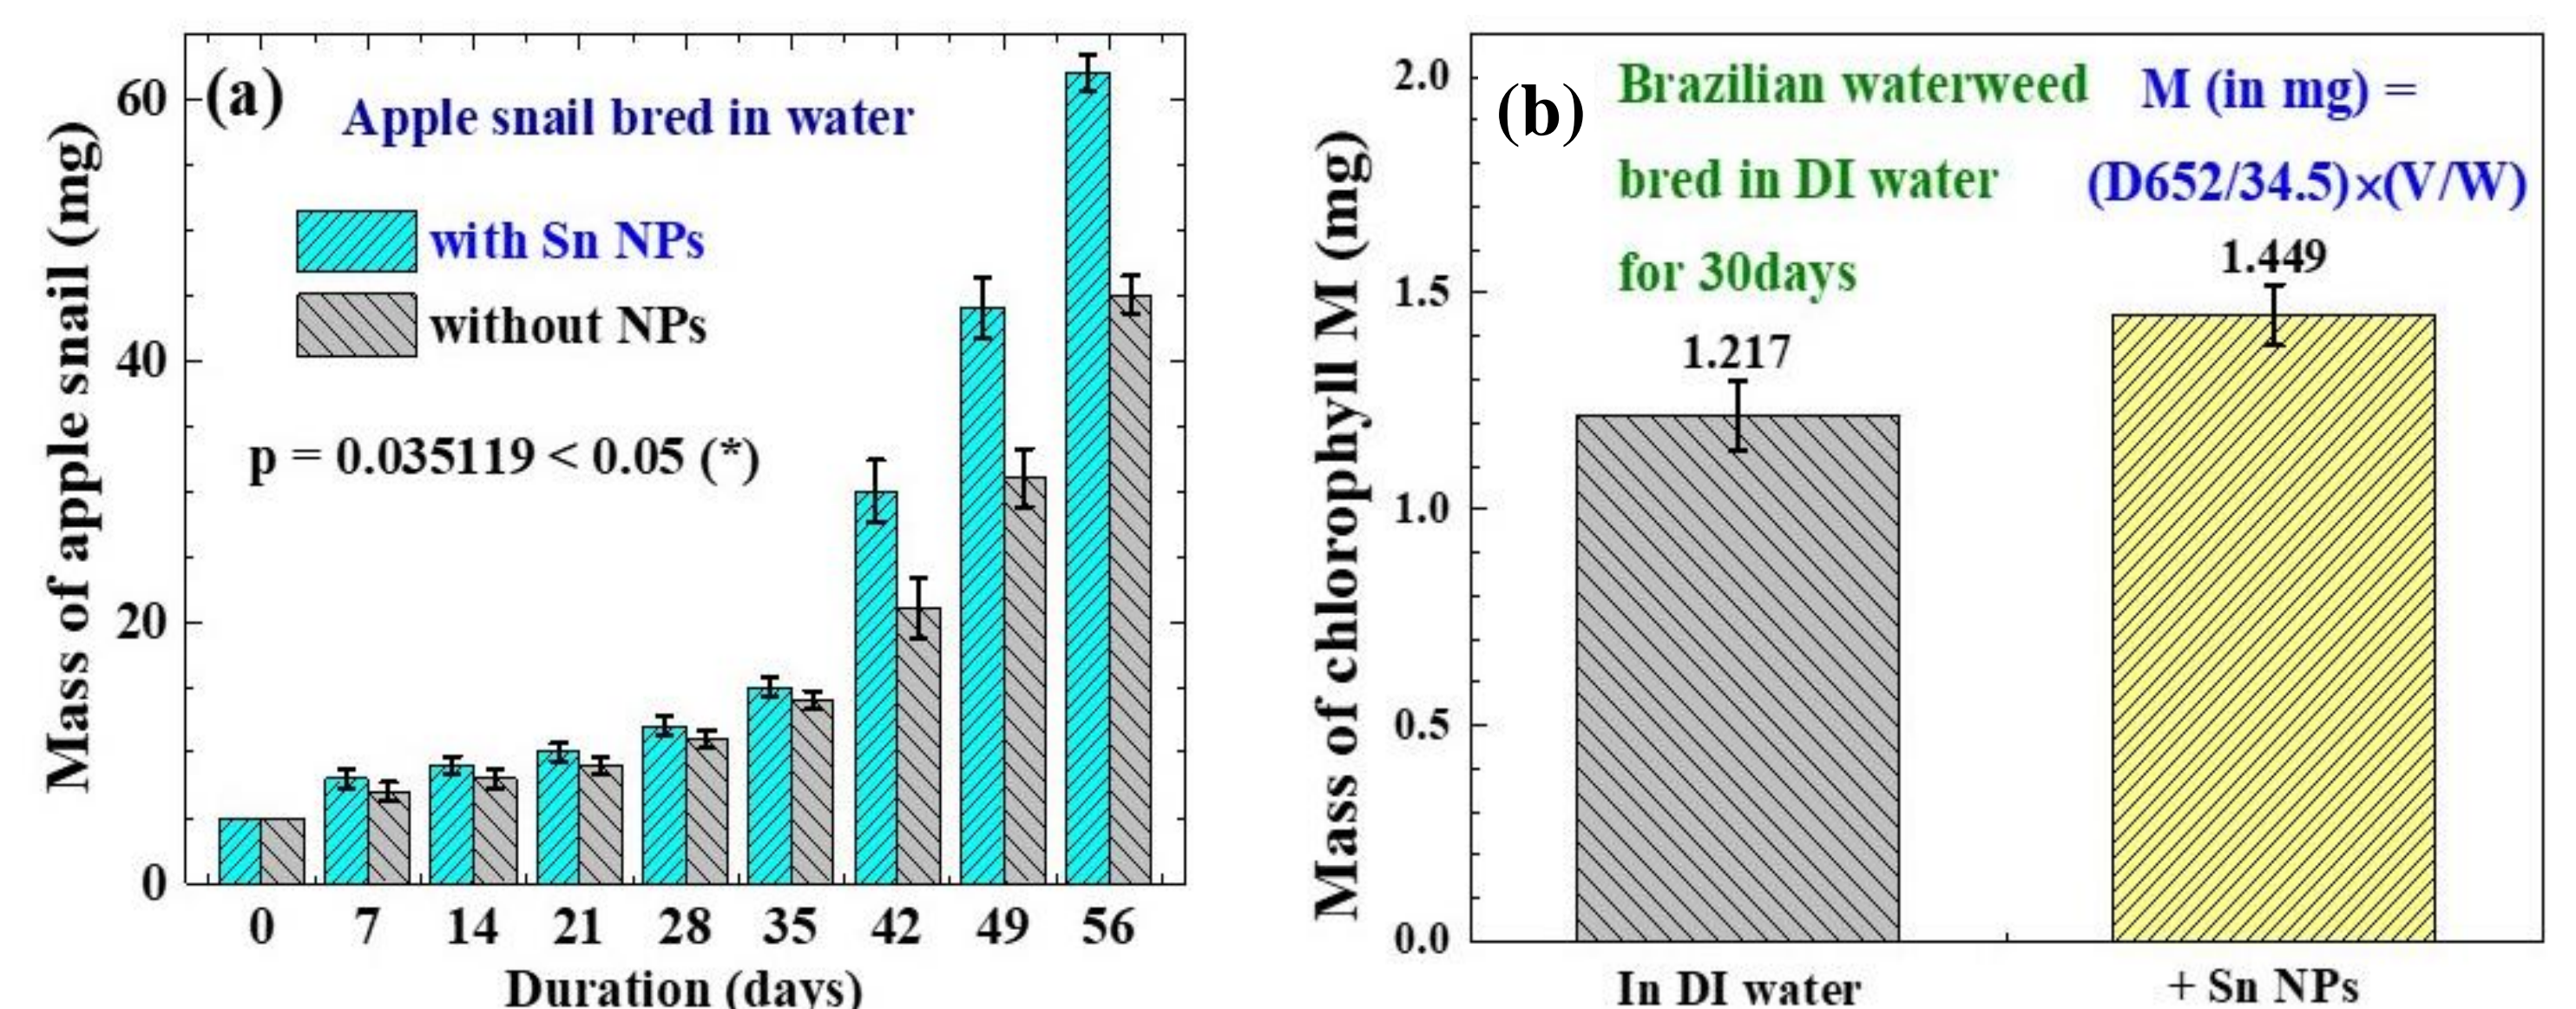 (a)
Apple snail bred in water
with Sn NPs
without NPs
p = 0.035119 < 0.05 (*)
Mass of apple snail (mg)
60
40
20
0
0 7 14 21 28 35 42 49 56
Duration (days)
(b)
Brazilian waterweed
bred in DI water
for 30days
M (in mg) =
(D652/34.5)×(V/W)
1.217
1.449
Mass of chlorophyll M (mg)
2.0
1.5
1.0
0.5
0.0
In DI water
+ Sn NPs